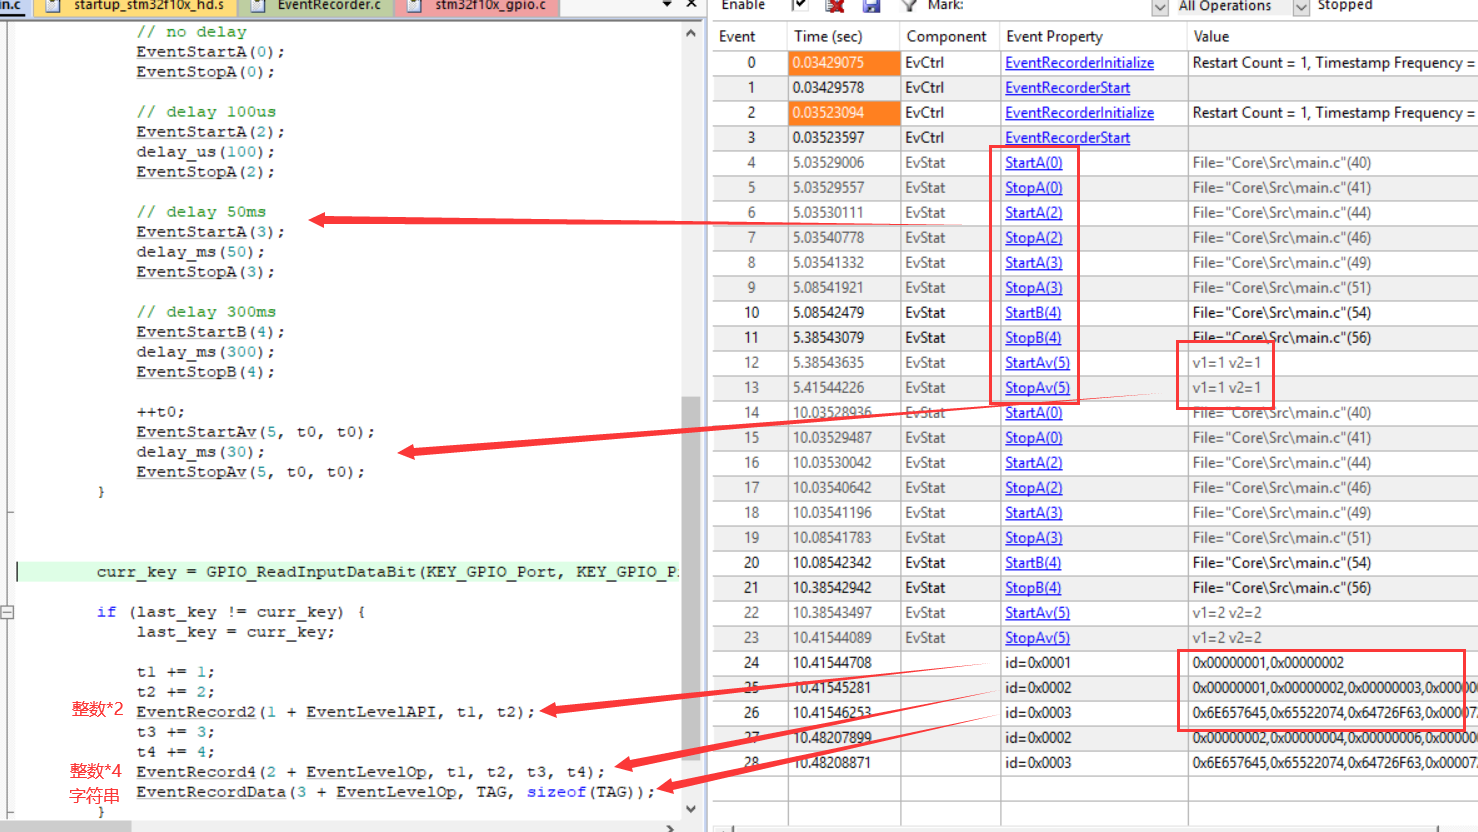 in.c startup_stm32f10x_hd.s EventRecorder.c stm32f10x_gpio.c
// no delay
EventStartA(0);
EventStopA(0);
// delay 100us
EventStartA(2);
delay_us(100);
EventStopA(2);
// delay 50ms
EventStartA(3);
delay_ms(50);
EventStopA(3);
// delay 300ms
EventStartB(4);
delay_ms(300);
EventStopB(4);
++t0;
EventStartAv(5, t0, t0);
delay_ms(30);
EventStopAv(5, t0, t0);
}
curr_key = GPIO_ReadInputDataBit(KEY_GPIO_Port, KEY_GPIO_P
if (last_key != curr_key) {
last_key = curr_key;
t1 += 1;
t2 += 2;
整数*2
EventRecord2(1 + EventLevelAPI, t1, t2);
t3 += 3;
t4 += 4;
整数*4
EventRecord4(2 + EventLevelOp, t1, t2, t3, t4);
字符串
EventRecordData(3 + EventLevelOp, TAG, sizeof(TAG));
}
Enable Mark: All Operations Stopped
Event Time (sec) Component Event Property Value
0 0.03429075 EvCtrl EventRecorderInitialize Restart Count = 1, Timestamp Frequency =
1 0.03429578 EvCtrl EventRecorderStart
2 0.03523094 EvCtrl EventRecorderInitialize Restart Count = 1, Timestamp Frequency =
3 0.03523597 EvCtrl EventRecorderStart
4 5.03529006 EvStat StartA(0) File="Core\Src\main.c"(40)
5 5.03529557 EvStat StopA(0) File="Core\Src\main.c"(41)
6 5.03530111 EvStat StartA(2) File="Core\Src\main.c"(44)
7 5.03540778 EvStat StopA(2) File="Core\Src\main.c"(46)
8 5.03541332 EvStat StartA(3) File="Core\Src\main.c"(49)
9 5.08541921 EvStat StopA(3) File="Core\Src\main.c"(51)
10 5.08542479 EvStat StartB(4) File="Core\Src\main.c"(54)
11 5.38543079 EvStat StopB(4) File="Core\Src\main.c"(56)
12 5.38543635 EvStat StartAv(5) v1=1 v2=1
13 5.41544226 EvStat StopAv(5) v1=1 v2=1
14 10.03528936 EvStat StartA(0) File="Core\Src\main.c"(40)
15 10.03529487 EvStat StopA(0) File="Core\Src\main.c"(41)
16 10.03530042 EvStat StartA(2) File="Core\Src\main.c"(44)
17 10.03540642 EvStat StopA(2) File="Core\Src\main.c"(46)
18 10.03541196 EvStat StartA(3) File="Core\Src\main.c"(49)
19 10.08541783 EvStat StopA(3) File="Core\Src\main.c"(51)
20 10.08542342 EvStat StartB(4) File="Core\Src\main.c"(54)
21 10.38542942 EvStat StopB(4) File="Core\Src\main.c"(56)
22 10.38543497 EvStat StartAv(5) v1=2 v2=2
23 10.41544089 EvStat StopAv(5) v1=2 v2=2
24 10.41544708 id=0x0001 0x00000001,0x00000002
25 10.41545281 id=0x0002 0x00000001,0x00000002,0x00000003,0x00000
26 10.41546253 id=0x0003 0x6E657645,0x65522074,0x64726F63,0x00007
27 10.48207899 id=0x0002 0x00000002,0x00000004,0x00000006,0x00000
28 10.48208871 id=0x0003 0x6E657645,0x65522074,0x64726F63,0x00007